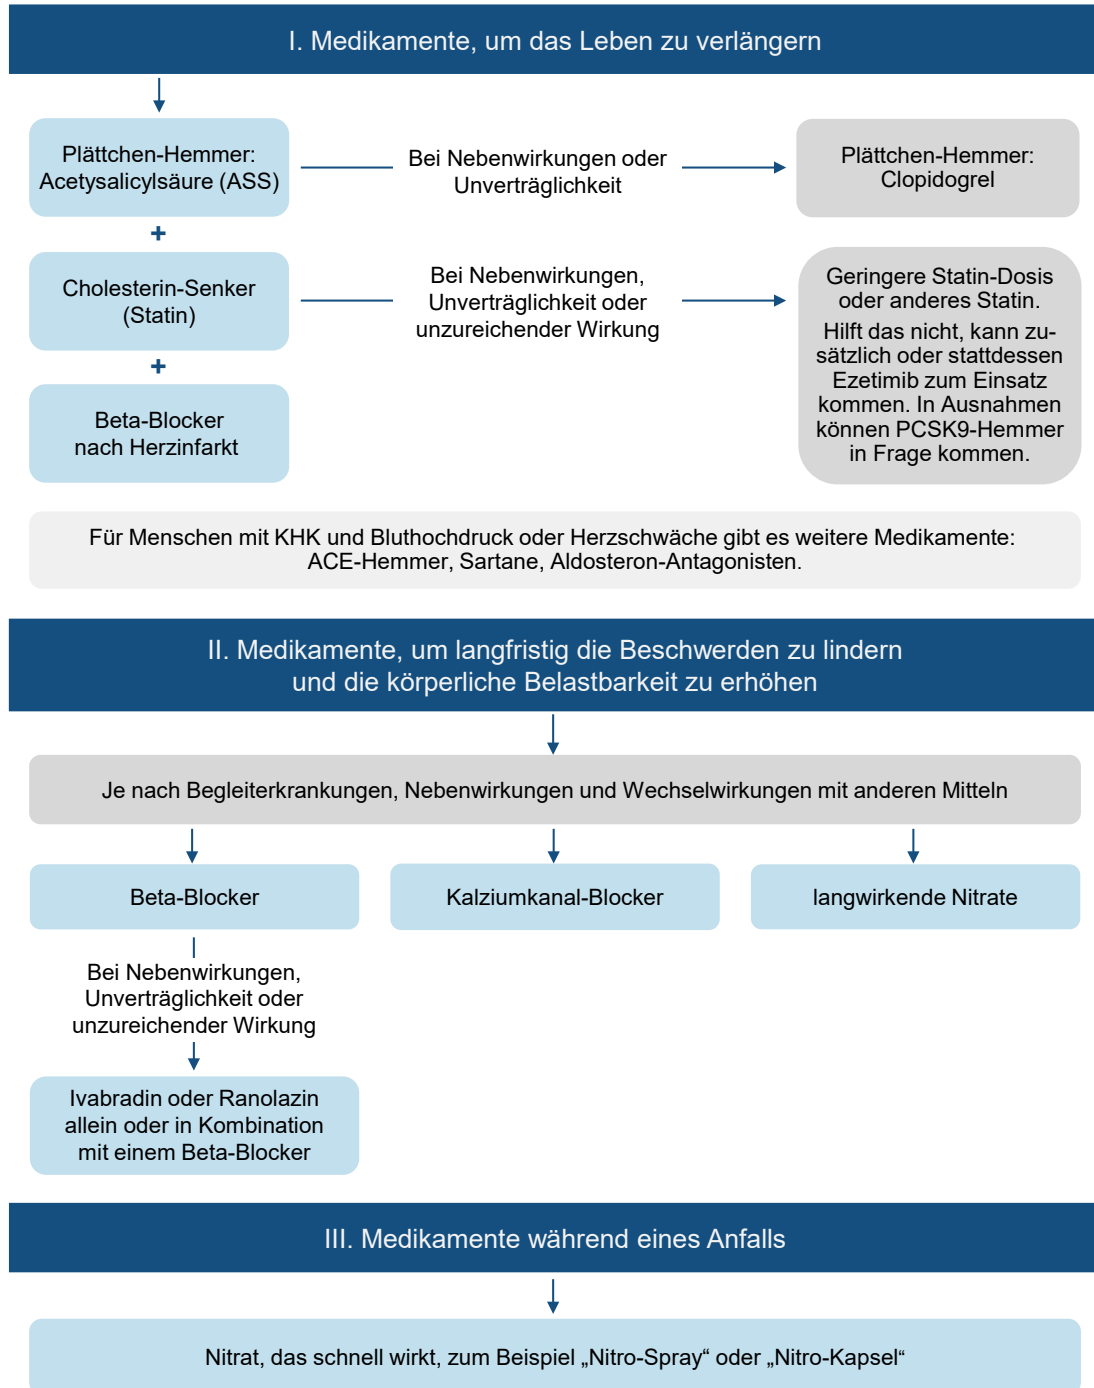 I. Medikamente, um das Leben zu verlängern
Plättchen-Hemmer:
Acetysalicylsäure (ASS)
Bei Nebenwirkungen oder
Unverträglichkeit
Plättchen-Hemmer:
Clopidogrel
+
Cholesterin-Senker
(Statin)
Bei Nebenwirkungen,
Unverträglichkeit oder
unzureichender Wirkung
Geringere Statin-Dosis
oder anderes Statin.
Hilft das nicht, kann zu-
sätzlich oder stattdessen
Ezetimib zum Einsatz
kommen. In Ausnahmen
können PCSK9-Hemmer
in Frage kommen.
+
Beta-Blocker
nach Herzinfarkt
Für Menschen mit KHK und Bluthochdruck oder Herzschwäche gibt es weitere Medikamente:
ACE-Hemmer, Sartane, Aldosteron-Antagonisten.
II. Medikamente, um langfristig die Beschwerden zu lindern
und die körperliche Belastbarkeit zu erhöhen
Je nach Begleiterkrankungen, Nebenwirkungen und Wechselwirkungen mit anderen Mitteln
Beta-Blocker
Kalziumkanal-Blocker
langwirkende Nitrate
Bei Nebenwirkungen,
Unverträglichkeit oder
unzureichender Wirkung
Ivabradin oder Ranolazin
allein oder in Kombination
mit einem Beta-Blocker
III. Medikamente während eines Anfalls
Nitrat, das schnell wirkt, zum Beispiel „Nitro-Spray“ oder „Nitro-Kapsel“